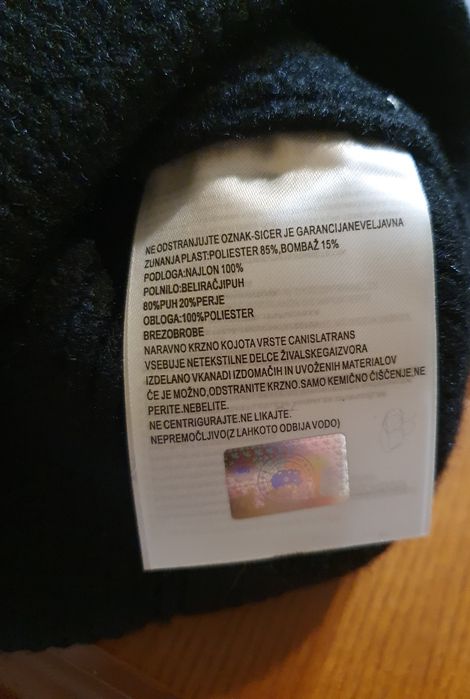 NE ODSTRANJUJTE OZNAK-SICER JE GARANCIJANEVELJAVNA
ZUNANJA PLAST:POLIESTER 85%,BOMBAŽ 15%
PODLOGA:NAJLON 100%
POLNILO:BELIRAČJIPUH
80%PUH 20%PERJE
OBLOGA:100%POLIESTER
BREZOBROBE
NARAVNO KRZNO KOJOTA VRSTE CANISLATRANS
VSEBUJE NETEKSTILNE DELCE ŽIVALSKEGAIZVORA
IZDELANO VKANADI IZDOMAČIH IN UVOŽENIH MATERIALOV
ČE JE MOŽNO,ODSTRANITE KRZNO.SAMO KEMIČNO ČIŠČENJE.NE
PERITE.NEBELITE.
NE CENTRIGURAJTE.NE LIKAJTE.
NEPREMOČLJIVO(Z LAHKOTO ODBIJA VODO)